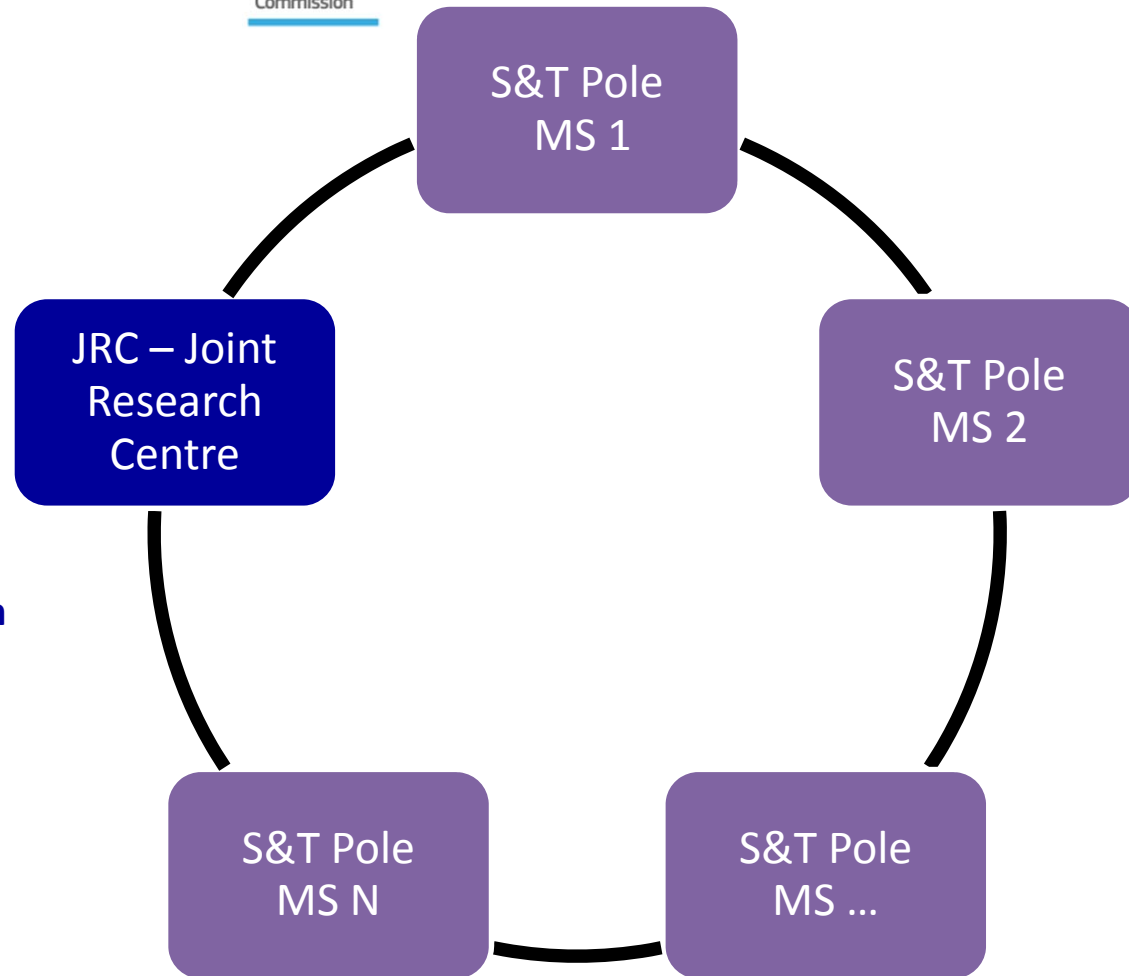 Commission
S&T Pole
MS 1
JRC – Joint
Research
Centre
S&T Pole
MS 2
S&T Pole
MS N
S&T Pole
MS …